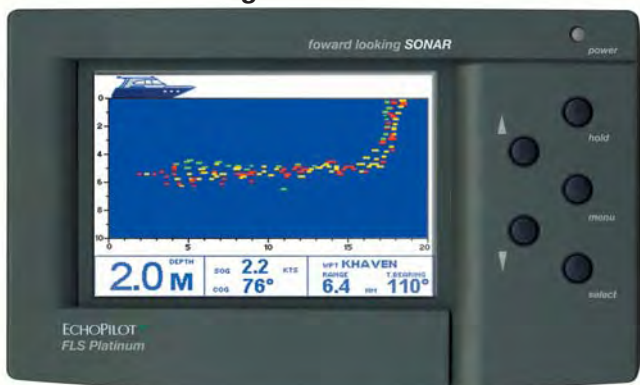 g
foward looking SONAR
power
hold
menu
select
0
2
4
6
8
10
0 5 10 15 20
2.0 M DEPTH
SOG 2.2 KTS
COG 76°
WPT KHAVEN
RANGE T.BEARING
6.4 NM 110°
ECHOPILOT
FLS Platinum